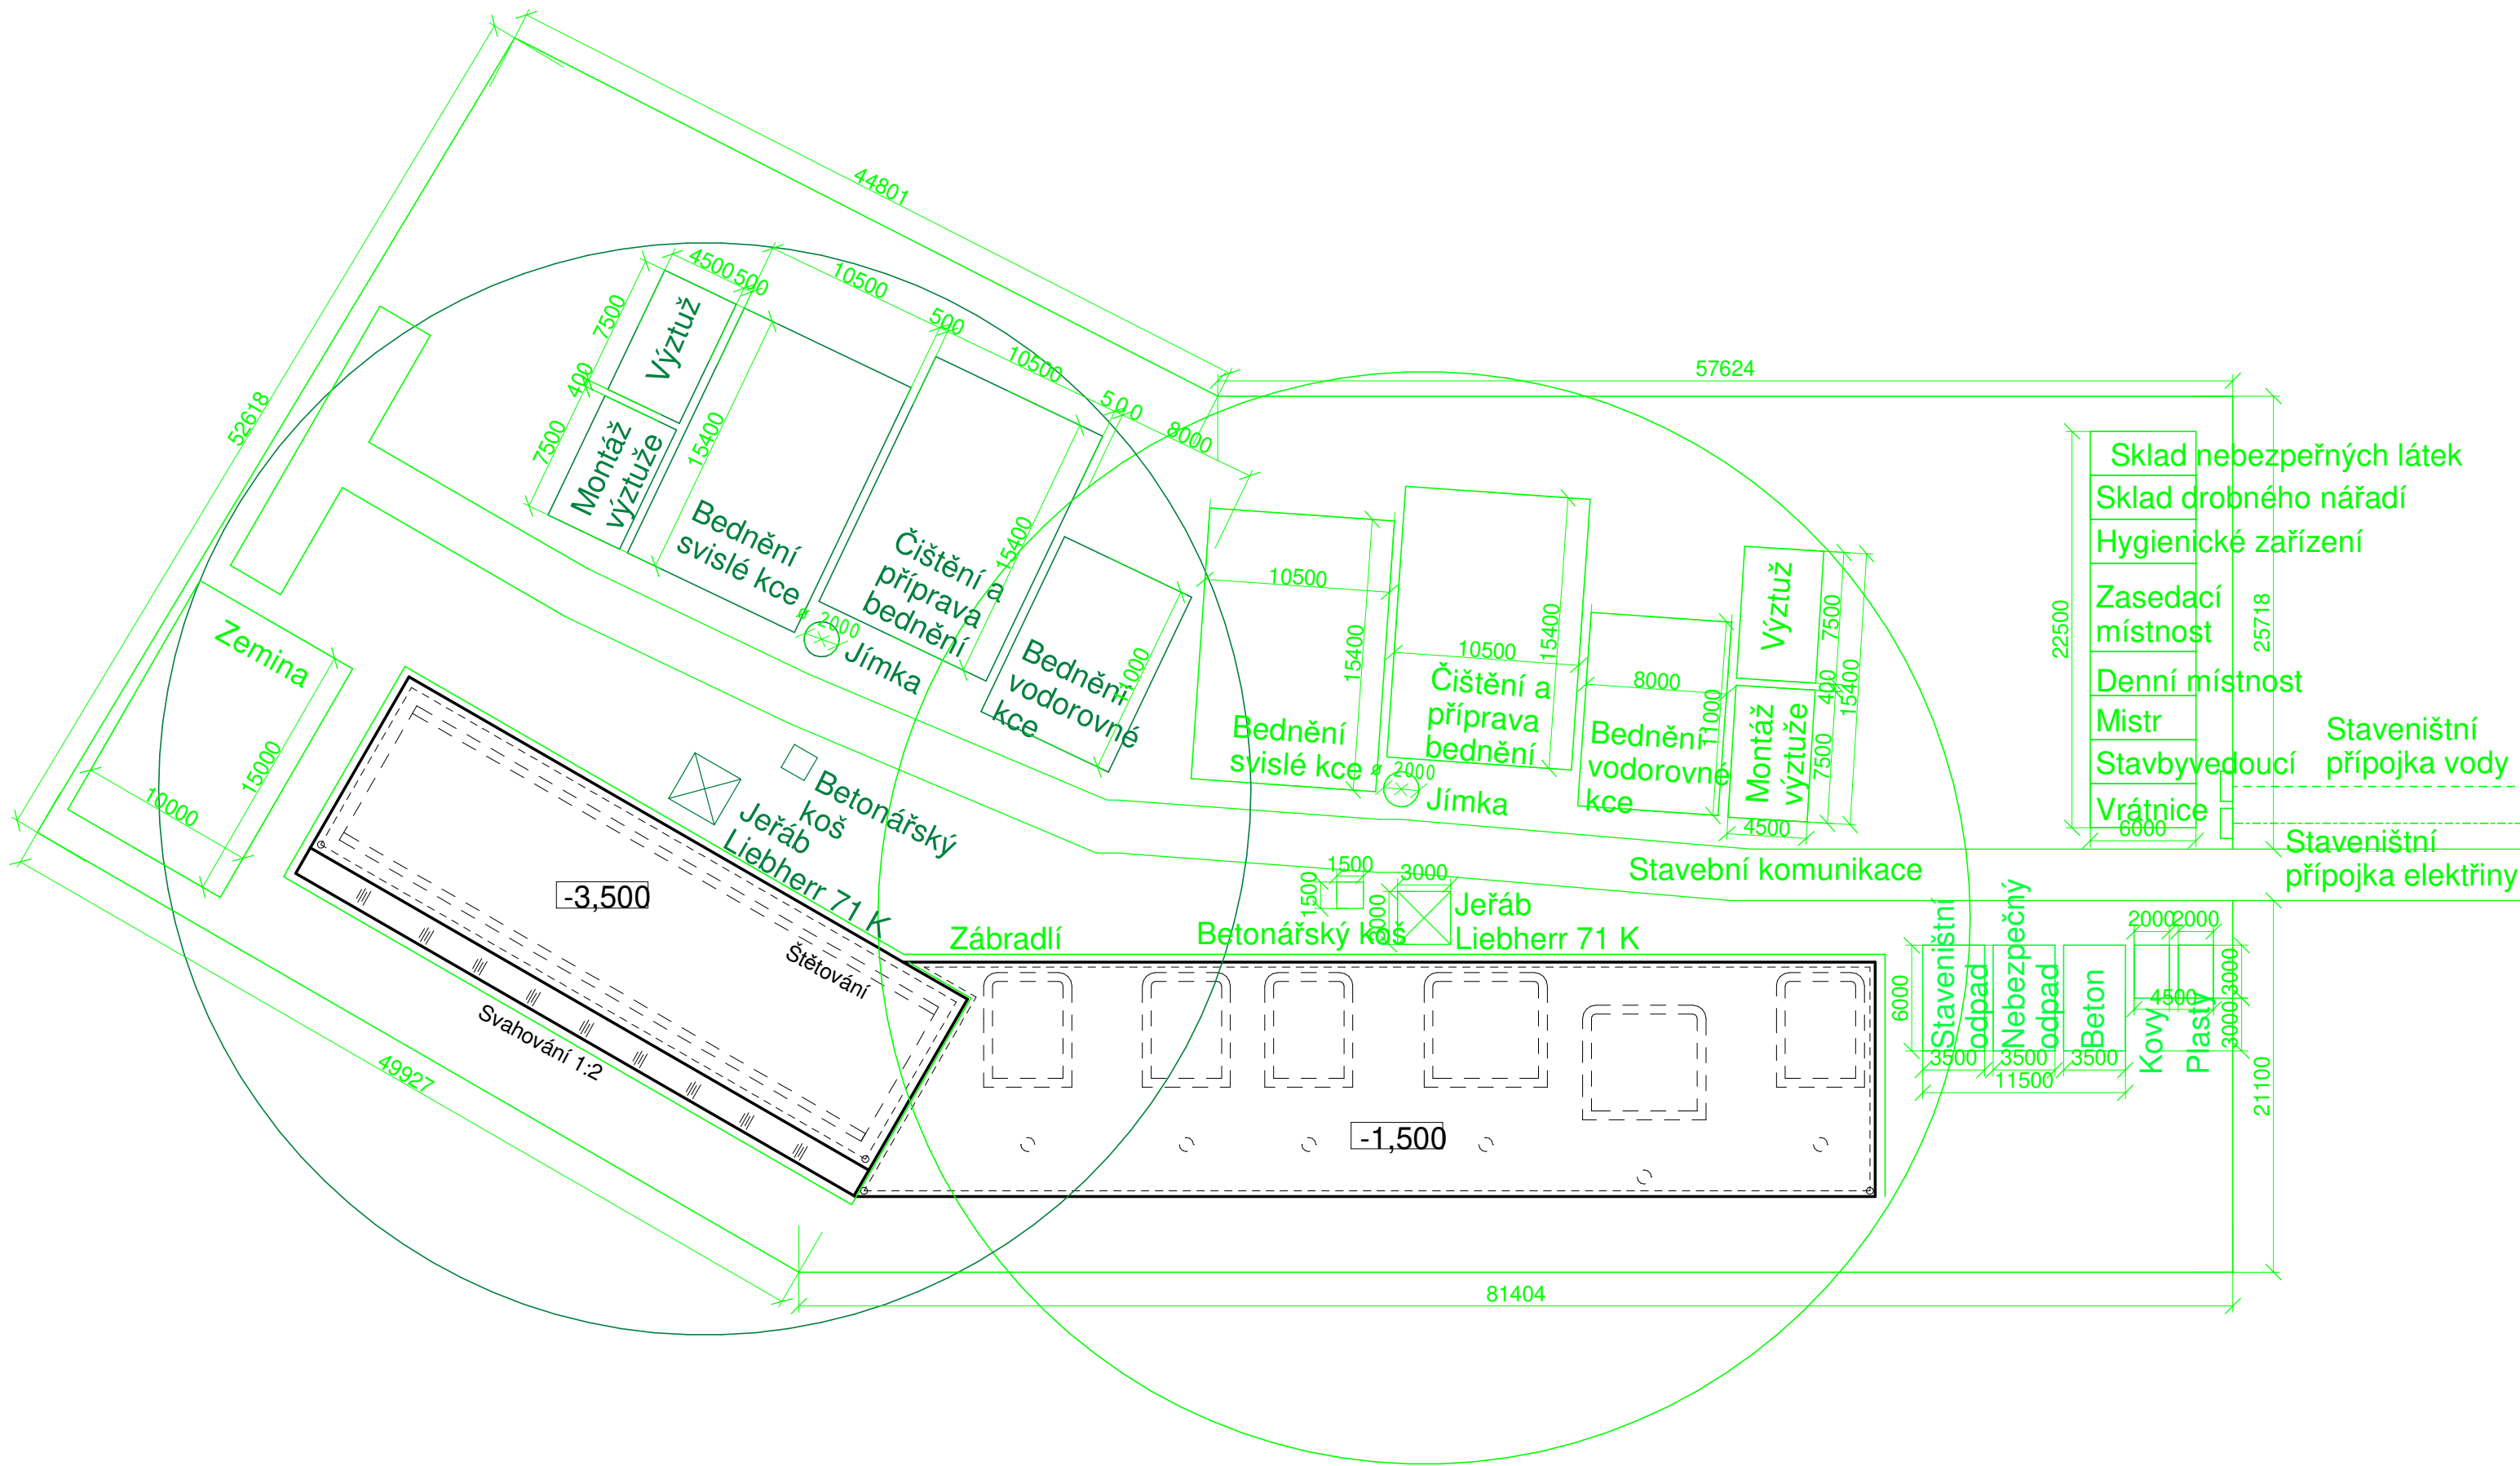 44801
52618
4500
500
10500
500
10500
500
8000
7500
400
7500
15400
15400
11000
Výztuž
Montáž
výztuže
Bednění
svislé kce
Čištění a
příprava
bednění
Bednění
vodorovné
kce
ø 2000
Jímka
Zemina
15000
10000
Betonářský
koš
Jeřáb
Liebherr 71 K
-3,500
Štětování
Svahování 1:2
49927
57624
10500
15400
10500
15400
8000
11000
7500
400
7500
15400
4500
Bednění
svislé kce
Čištění a
příprava
bednění
Bednění
vodorovné
kce
Výztuž
Montáž
výztuže
ø 2000
Jímka
Sklad nebezpeřných látek
Sklad drobného nářadí
Hygienické zařízení
Zasedací
místnost
Denní místnost
Mistr
Stavbyvedoucí
Vrátnice
22500
6000
25718
Staveništní
přípojka vody
Staveništní
přípojka elektřiny
Stavební komunikace
1500
1500
3000
3000
Zábradlí
Betonářský koš
Jeřáb
Liebherr 71 K
-1,500
Staveništní
odpad
Nebezpečný
odpad
Beton
Kovy
Plasty
2000
2000
3000
3000
4500
6000
3500
3500
3500
11500
21100
81404